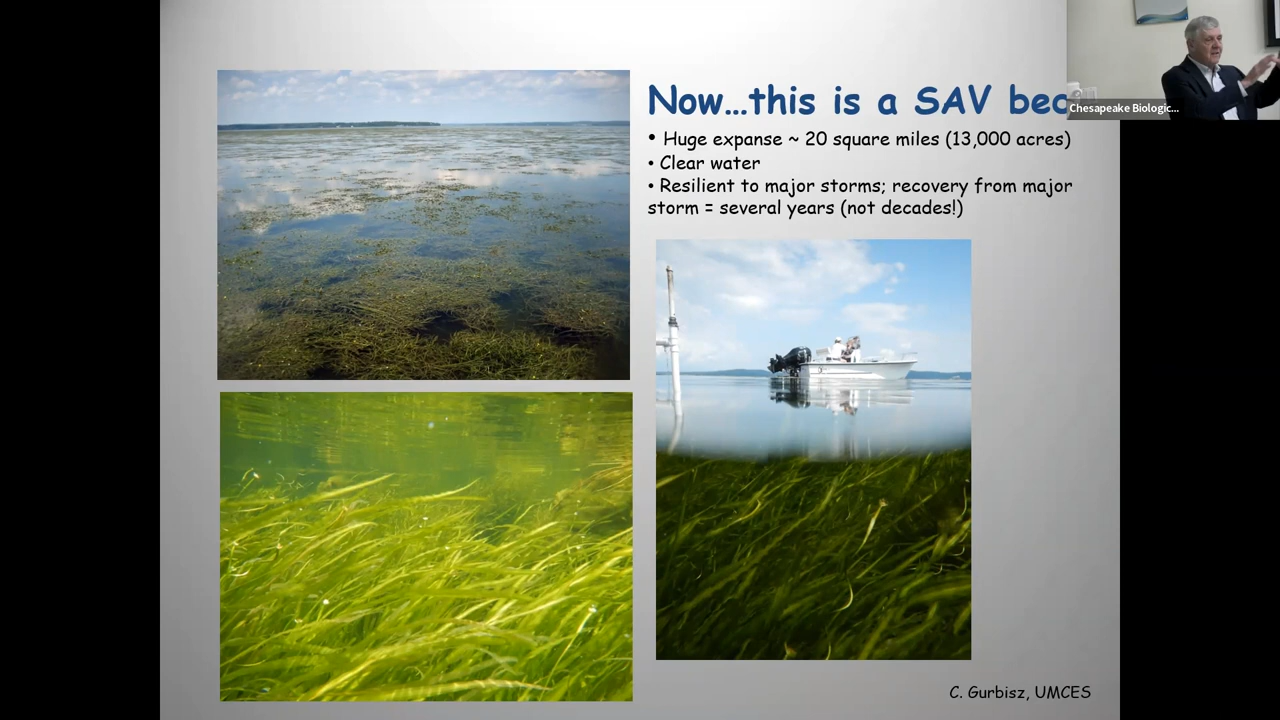 Now...this is a SAV bec
• Huge expanse ~ 20 square miles (13,000 acres)
• Clear water
• Resilient to major storms; recovery from major
storm = several years (not decades!)
Chesapeake Biologic...
C. Gurbisz, UMCES